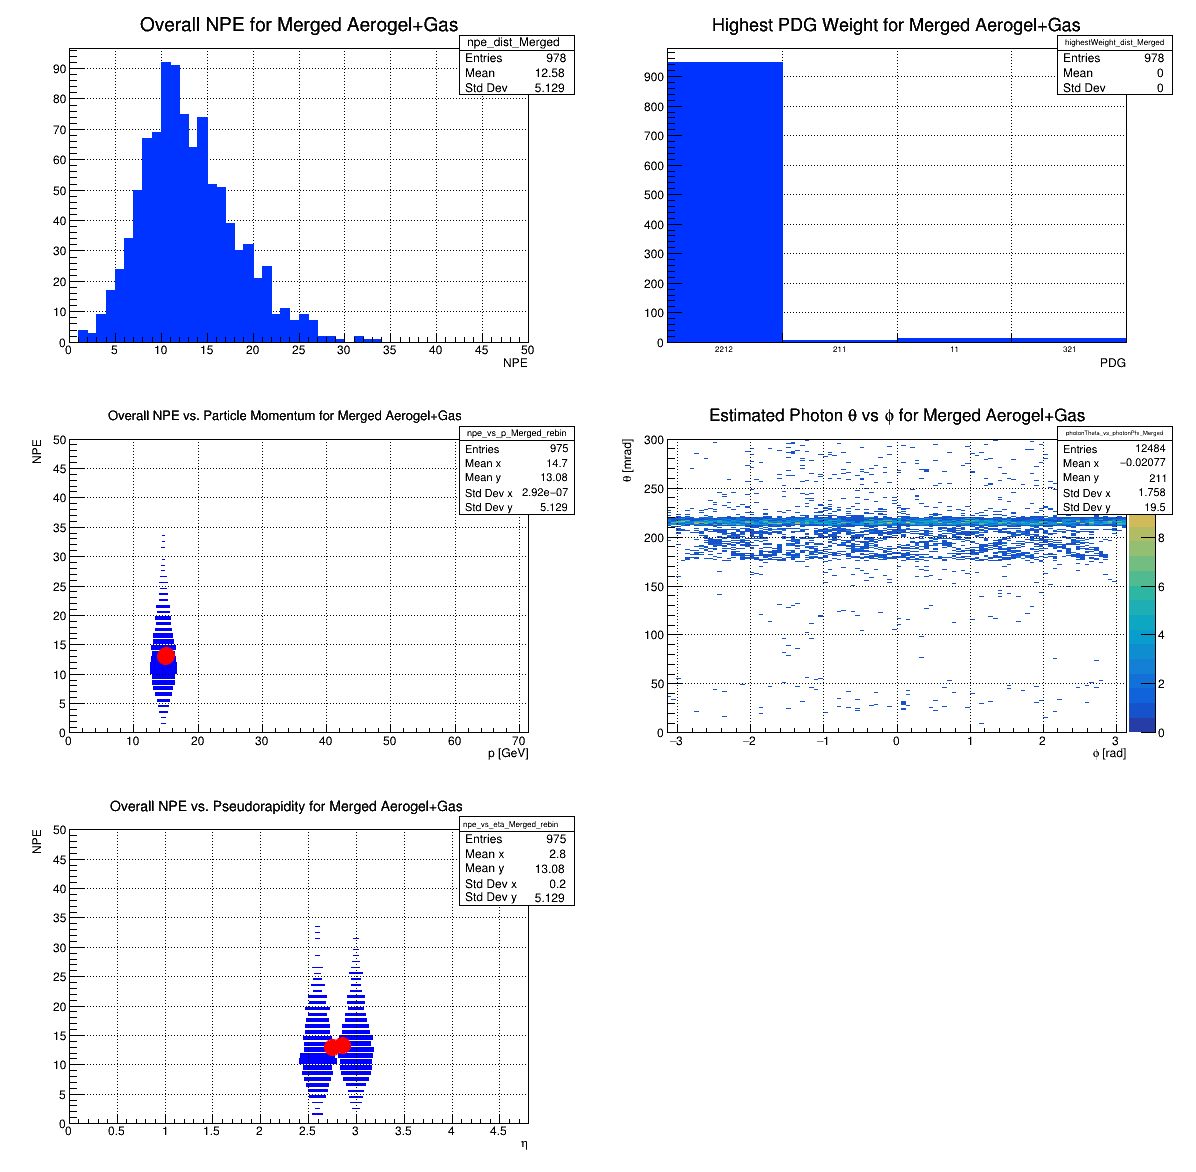 Overall NPE for Merged Aerogel+Gas
npe_dist_Merged
Entries 978
Mean 12.58
Std Dev 5.129
90
80
70
60
50
40
30
20
10
0
0 5 10 15 20 25 30 35 40 45 50
NPE
Highest PDG Weight for Merged Aerogel+Gas
highestWeight_dist_Merged
Entries 978
Mean 0
Std Dev 0
900
800
700
600
500
400
300
200
100
0
2212 211 11 321
PDG
Overall NPE vs. Particle Momentum for Merged Aerogel+Gas
NPE
npe_vs_p_Merged_rebin
Entries 975
Mean x 14.7
Mean y 13.08
Std Dev x 2.92e−07
Std Dev y 5.129
50
45
40
35
30
25
20
15
10
5
0
0 10 20 30 40 50 60 70
p [GeV]
Estimated Photon θ vs ϕ for Merged Aerogel+Gas
θ [mrad]
photonTheta_vs_photonPhi_Merged
Entries 12484
Mean x −0.02077
Mean y 211
Std Dev x 1.758
Std Dev y 19.5
300
250
200
150
100
50
0
8
6
4
2
0
−3 −2 −1 0 1 2 3
ϕ [rad]
Overall NPE vs. Pseudorapidity for Merged Aerogel+Gas
NPE
npe_vs_eta_Merged_rebin
Entries 975
Mean x 2.8
Mean y 13.08
Std Dev x 0.2
Std Dev y 5.129
50
45
40
35
30
25
20
15
10
5
0
0 0.5 1 1.5 2 2.5 3 3.5 4 4.5
η